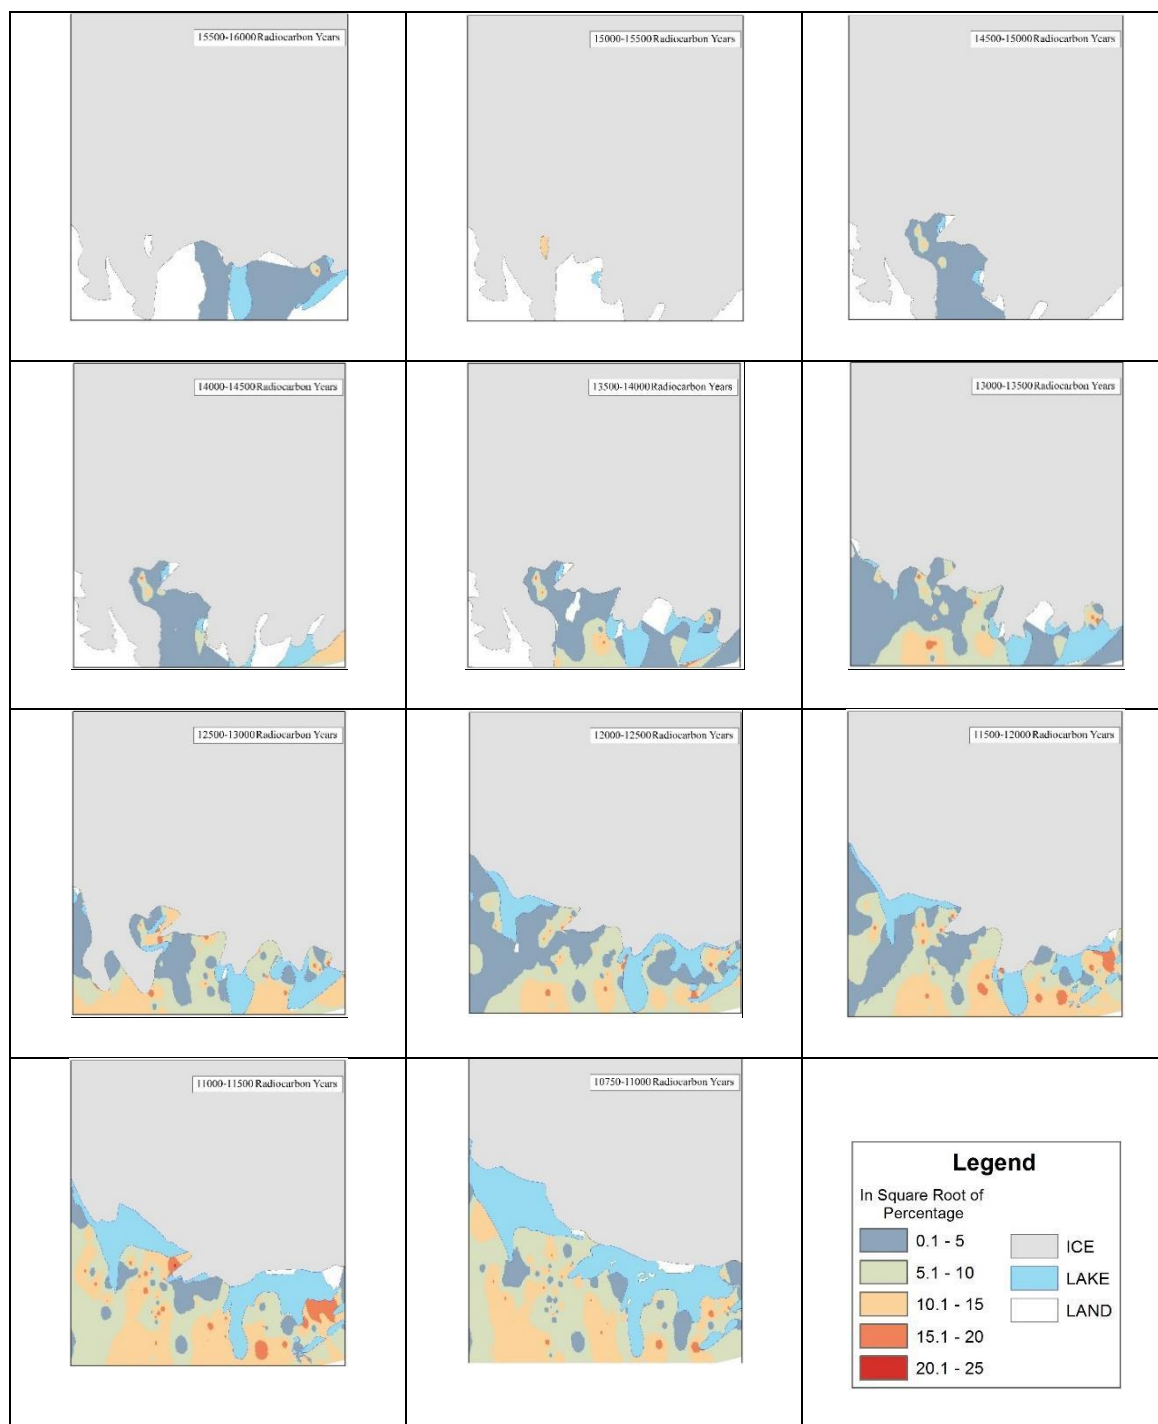 15500-16000 Radiocarbon Years
15000-15500 Radiocarbon Years
14500-15000 Radiocarbon Years
14000-14500 Radiocarbon Years
13500-14000 Radiocarbon Years
13000-13500 Radiocarbon Years
12500-13000 Radiocarbon Years
12000-12500 Radiocarbon Years
11500-12000 Radiocarbon Years
11000-11500 Radiocarbon Years
10750-11000 Radiocarbon Years
Legend
In Square Root of
Percentage
0.1 - 5
5.1 - 10
10.1 - 15
15.1 - 20
20.1 - 25
ICE
LAKE
LAND